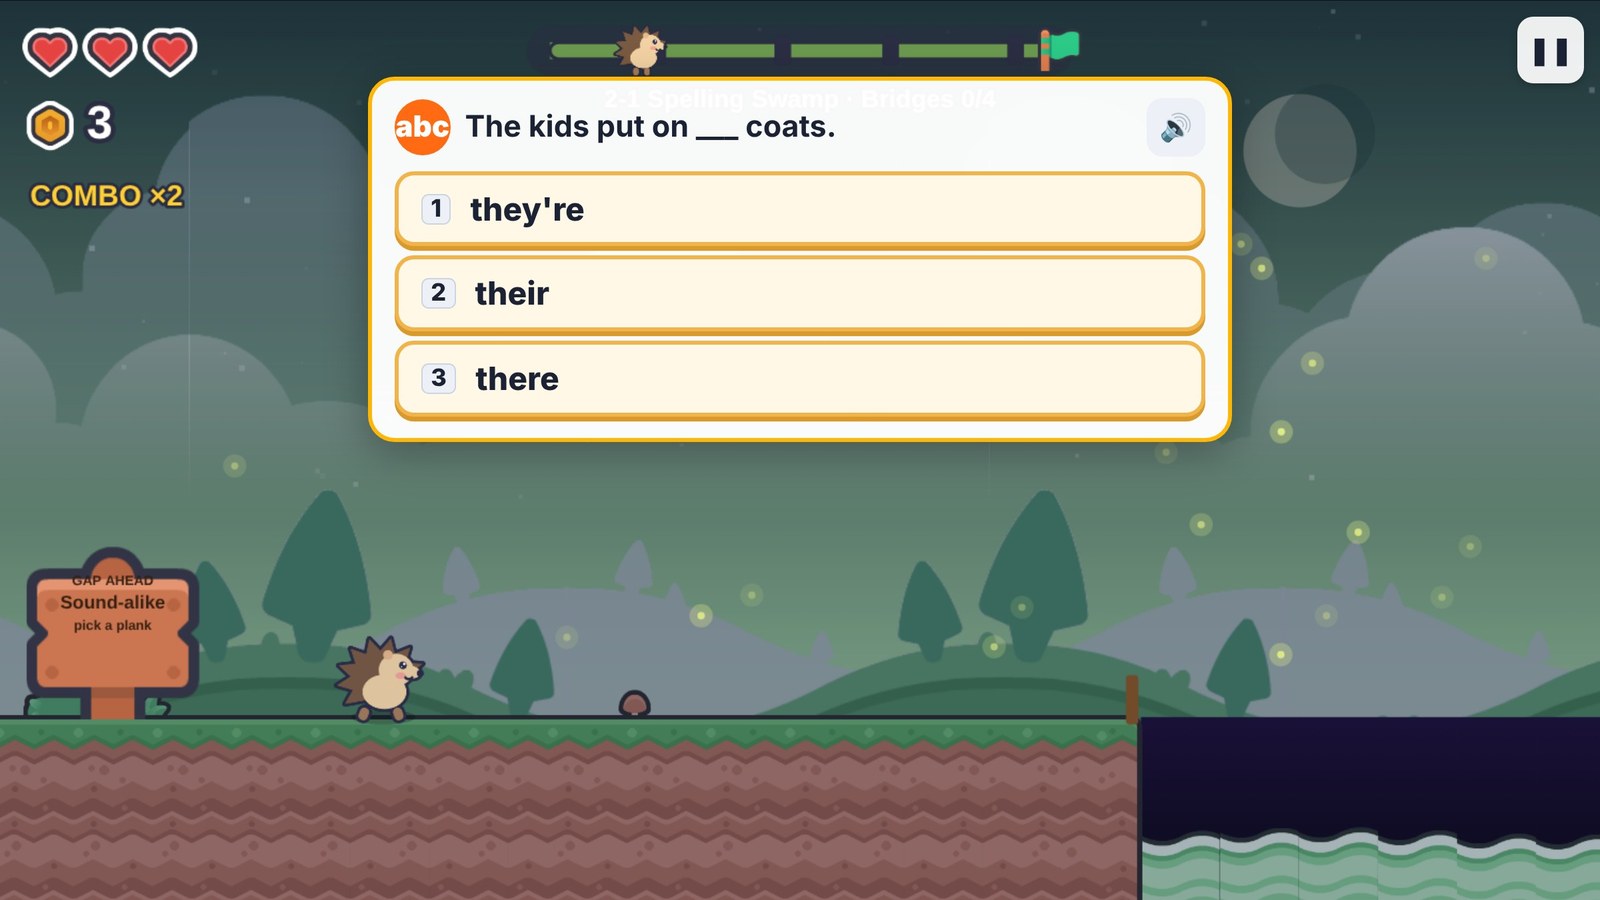 3
COMBO ×2
2-1 Spelling Swamp · Bridges 0/4
abc The kids put on ___ coats.
1 they're
2 their
3 there
GAP AHEAD
Sound-alike
pick a plank